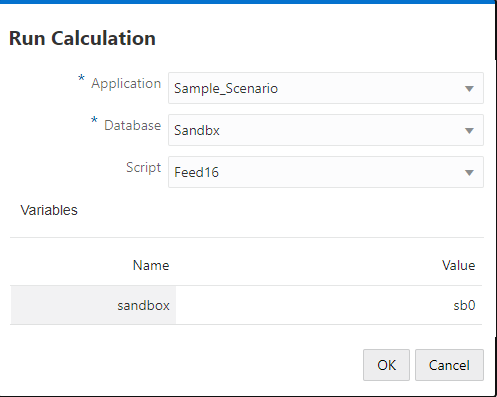 Run Calculation
* Application Sample_Scenario
* Database Sandbx
Script Feed16
Variables
Name Value
sandbox sb0
OK Cancel